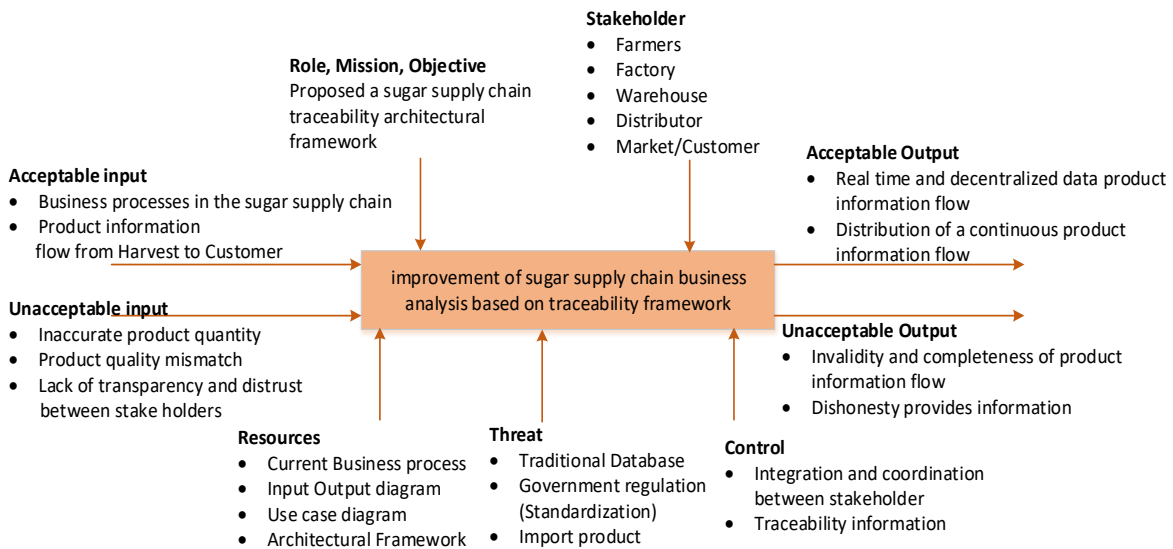 Stakeholder
• Farmers
• Factory
• Warehouse
• Distributor
• Market/Customer
Role, Mission, Objective
Proposed a sugar supply chain
traceability architectural
framework
Acceptable input
• Business processes in the sugar supply chain
• Product information
flow from Harvest to Customer
Acceptable Output
• Real time and decentralized data product
information flow
• Distribution of a continuous product
information flow
improvement of sugar supply chain business
analysis based on traceability framework
Unacceptable input
• Inaccurate product quantity
• Product quality mismatch
• Lack of transparency and distrust
between stake holders
Unacceptable Output
• Invalidity and completeness of product
information flow
• Dishonesty provides information
Resources
• Current Business process
• Input Output diagram
• Use case diagram
• Architectural Framework
Threat
• Traditional Database
• Government regulation
(Standardization)
• Import product
Control
• Integration and coordination
between stakeholder
• Traceability information